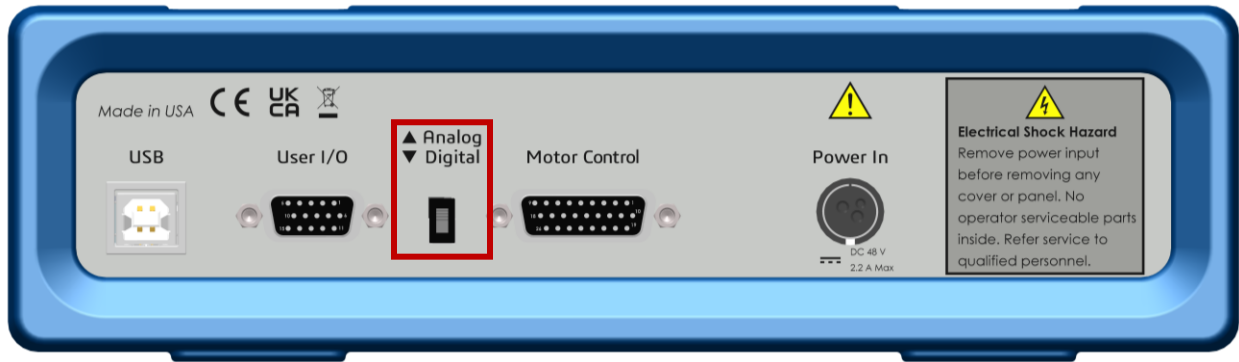 Made in USA CE UK
CA
USB
User I/O
▲ Analog
▼ Digital
Motor Control
Power In
DC 48 V
2.2 A Max
Electrical Shock Hazard
Remove power input
before removing any
cover or panel. No
operator serviceable parts
inside. Refer service to
qualified personnel.